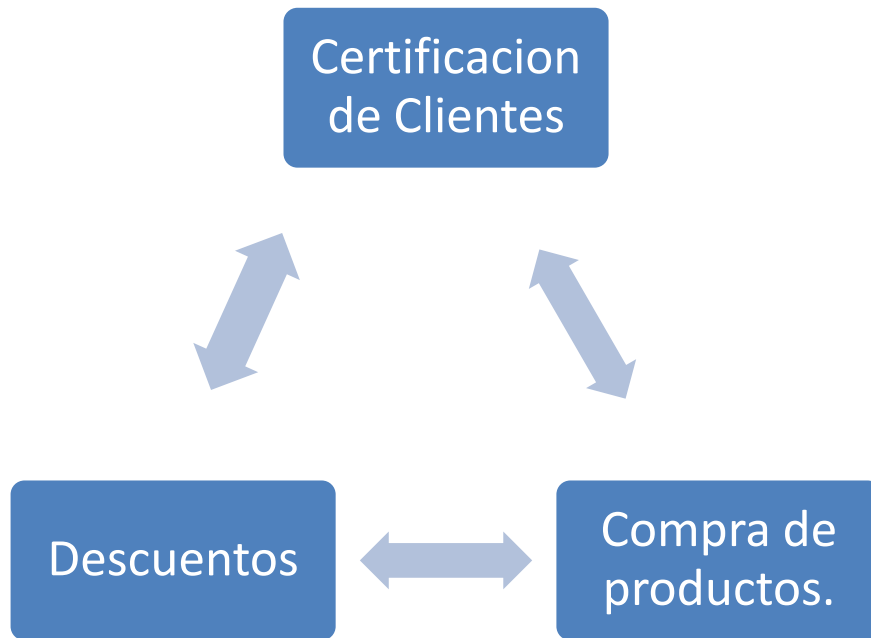 Certificacion
de Clientes
Descuentos
Compra de
productos.